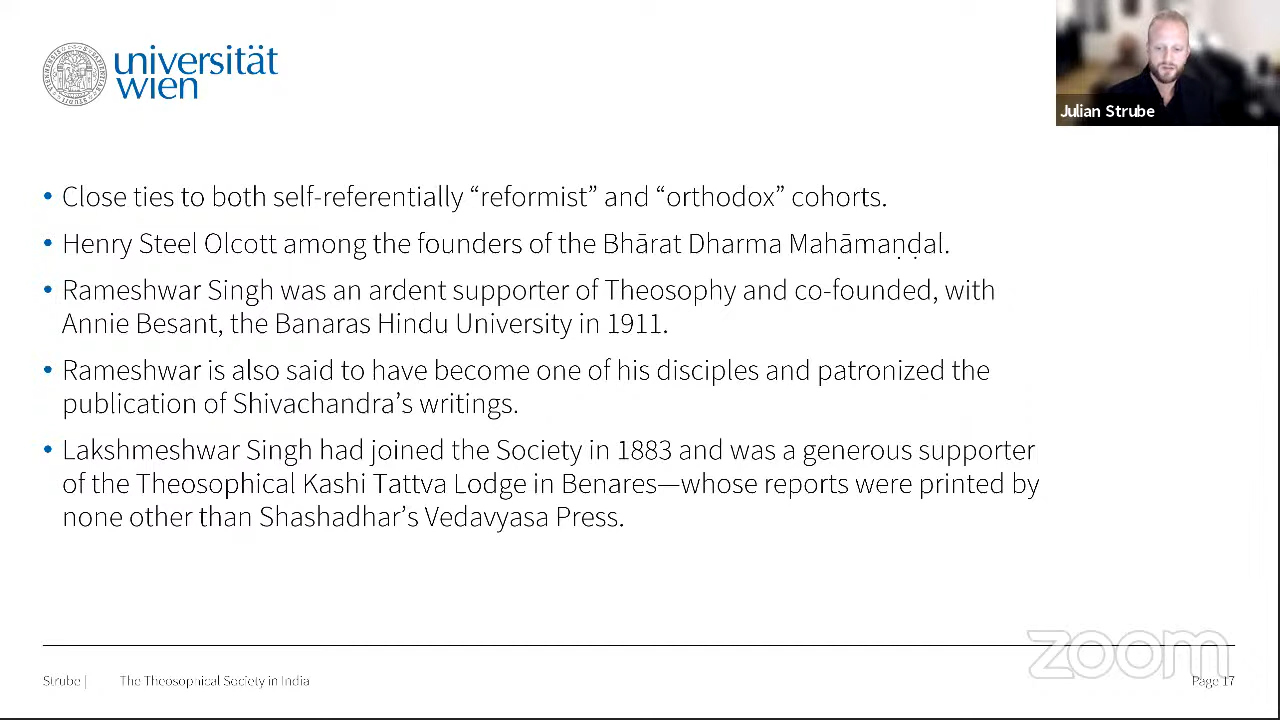 universität
wien
Julian Strube
• Close ties to both self-referentially “reformist” and “orthodox” cohorts.
• Henry Steel Olcott among the founders of the Bhārat Dharma Mahāmaṇḍal.
• Rameshwar Singh was an ardent supporter of Theosophy and co-founded, with
Annie Besant, the Banaras Hindu University in 1911.
• Rameshwar is also said to have become one of his disciples and patronized the
publication of Shivachandra’s writings.
• Lakshmeshwar Singh had joined the Society in 1883 and was a generous supporter
of the Theosophical Kashi Tattva Lodge in Benares—whose reports were printed by
none other than Shashadhar’s Vedavyasa Press.
zoom
Strube | The Theosophical Society in India Page 17